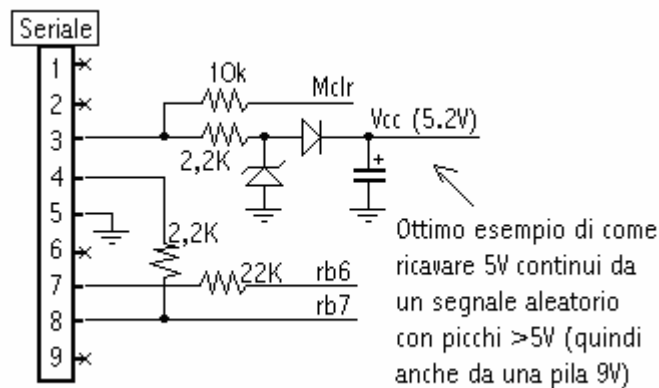 Seriale
1
2
3
4
5
6
7
8
9
10k
Mclr
2,2K
Vcc (5.2V)
+
2,2K
22K
rb6
rb7
Ottimo esempio di come
ricavare 5V continui da
un segnale aleatorio
con picchi >5V (quindi
anche da una pila 9V)